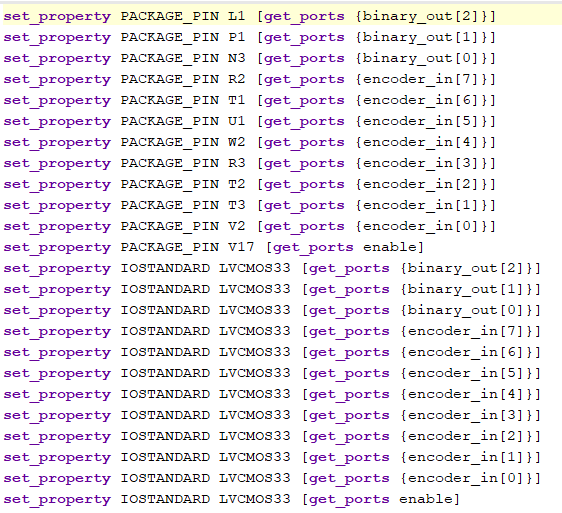 set_property PACKAGE_PIN L1 [get_ports {binary_out[2]}]
set_property PACKAGE_PIN P1 [get_ports {binary_out[1]}]
set_property PACKAGE_PIN N3 [get_ports {binary_out[0]}]
set_property PACKAGE_PIN R2 [get_ports {encoder_in[7]}]
set_property PACKAGE_PIN T1 [get_ports {encoder_in[6]}]
set_property PACKAGE_PIN U1 [get_ports {encoder_in[5]}]
set_property PACKAGE_PIN W2 [get_ports {encoder_in[4]}]
set_property PACKAGE_PIN R3 [get_ports {encoder_in[3]}]
set_property PACKAGE_PIN T2 [get_ports {encoder_in[2]}]
set_property PACKAGE_PIN T3 [get_ports {encoder_in[1]}]
set_property PACKAGE_PIN V2 [get_ports {encoder_in[0]}]
set_property PACKAGE_PIN V17 [get_ports enable]
set_property IOSTANDARD LVCMOS33 [get_ports {binary_out[2]}]
set_property IOSTANDARD LVCMOS33 [get_ports {binary_out[1]}]
set_property IOSTANDARD LVCMOS33 [get_ports {binary_out[0]}]
set_property IOSTANDARD LVCMOS33 [get_ports {encoder_in[7]}]
set_property IOSTANDARD LVCMOS33 [get_ports {encoder_in[6]}]
set_property IOSTANDARD LVCMOS33 [get_ports {encoder_in[5]}]
set_property IOSTANDARD LVCMOS33 [get_ports {encoder_in[4]}]
set_property IOSTANDARD LVCMOS33 [get_ports {encoder_in[3]}]
set_property IOSTANDARD LVCMOS33 [get_ports {encoder_in[2]}]
set_property IOSTANDARD LVCMOS33 [get_ports {encoder_in[1]}]
set_property IOSTANDARD LVCMOS33 [get_ports {encoder_in[0]}]
set_property IOSTANDARD LVCMOS33 [get_ports enable]